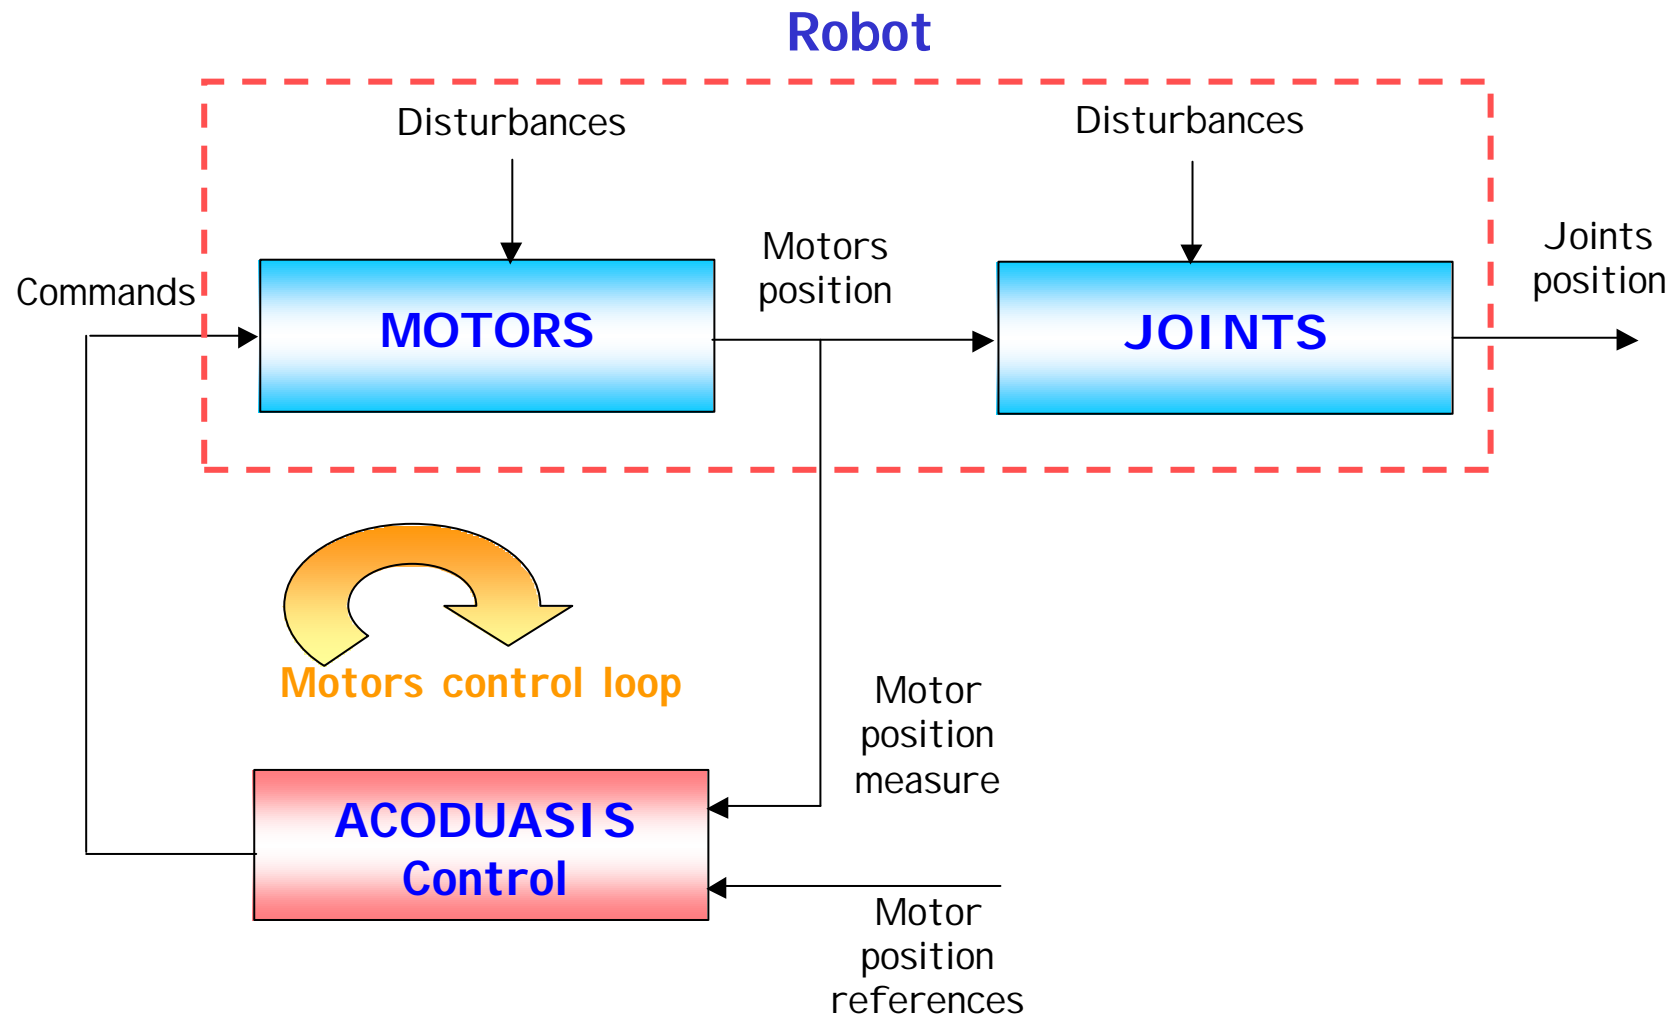 Robot
Disturbances
Disturbances
Commands
MOTORS
Motors
position
JOINTS
Joints
position
Motors control loop
Motor
position
measure
ACODUASIS
Control
Motor
position
references